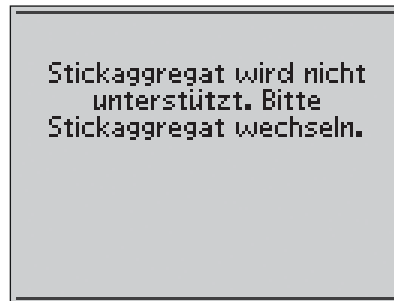 Stickaggregat wird nicht
unterstützt. Bitte
Stickaggregat wechseln.